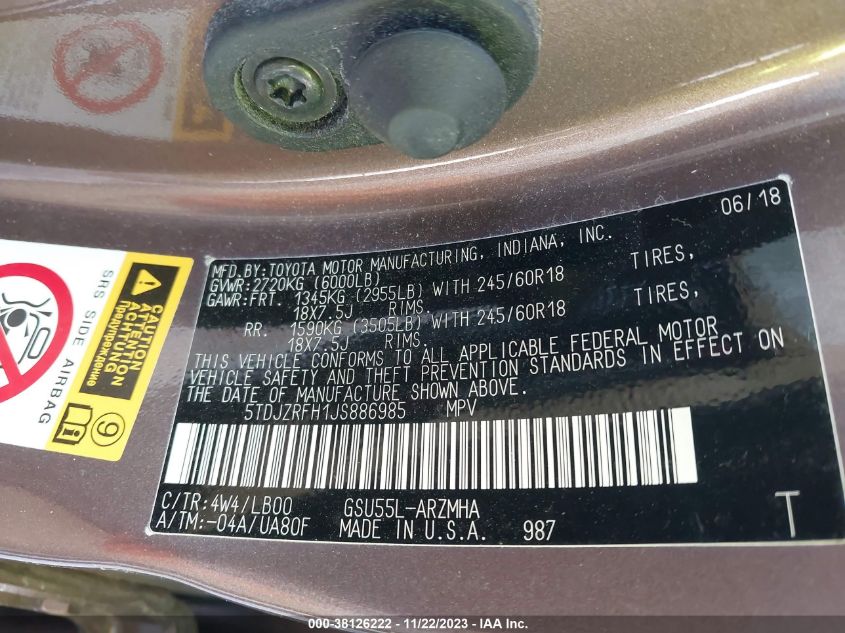 06/18
MFD.BY:TOYOTA MOTOR MANUFACTURING, INDIANA, INC.
GVWR:2720KG (6000LB)
GAWR:FRT. 1345KG (2955LB) WITH 245/60R18 TIRES,
18X7.5J RIMS.
RR. 1590KG (3505LB) WITH 245/60R18 TIRES,
18X7.5J RIMS.
THIS VEHICLE CONFORMS TO ALL APPLICABLE FEDERAL MOTOR
VEHICLE SAFETY AND THEFT PREVENTION STANDARDS IN EFFECT ON
THE DATE OF MANUFACTURE SHOWN ABOVE.
5TDJZRFH1JS886985 MPV
C/TR:4W4/LB00 GSU55L-ARZMHA
A/TM:-04A/UA80F MADE IN U.S.A. 987
T
SRS SIDE AIRBAG
CAUTION
ATTENTION
ACHTUNG
Предупреждение
9
000-38126222 - 11/22/2023 - IAA Inc.